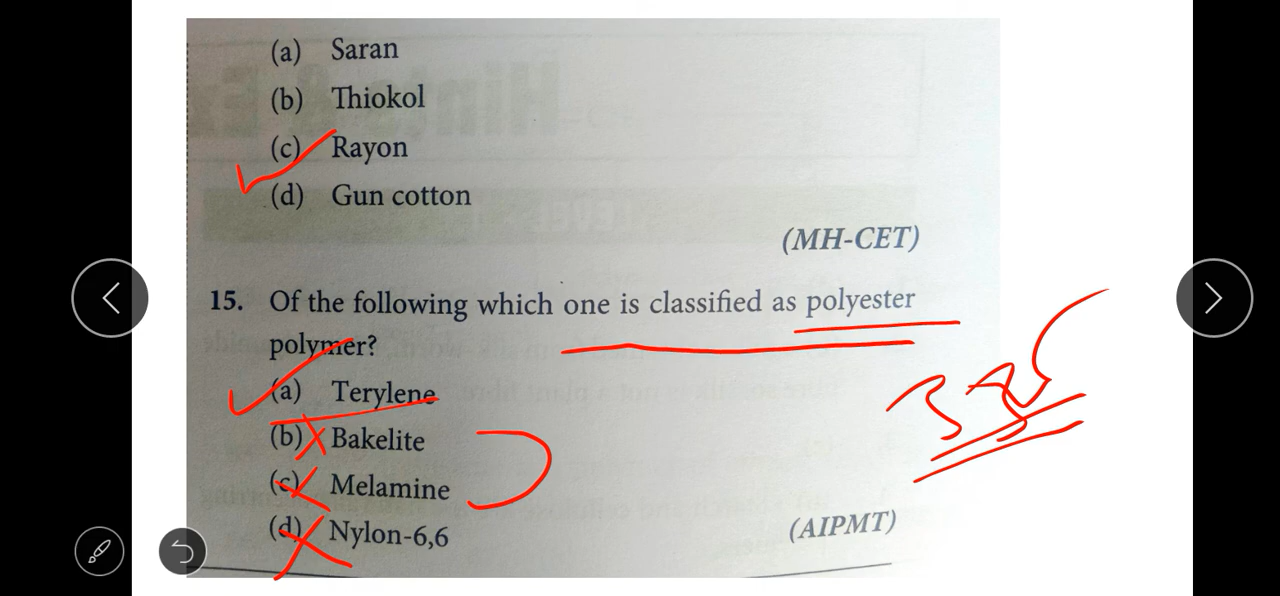 (a) Saran
(b) Thiokol
(c) Rayon
(d) Gun cotton
(MH-CET)
15. Of the following which one is classified as polyester
polymer?
(a) Terylene
(b) Bakelite
(c) Melamine
(d) Nylon-6,6
(AIPMT)